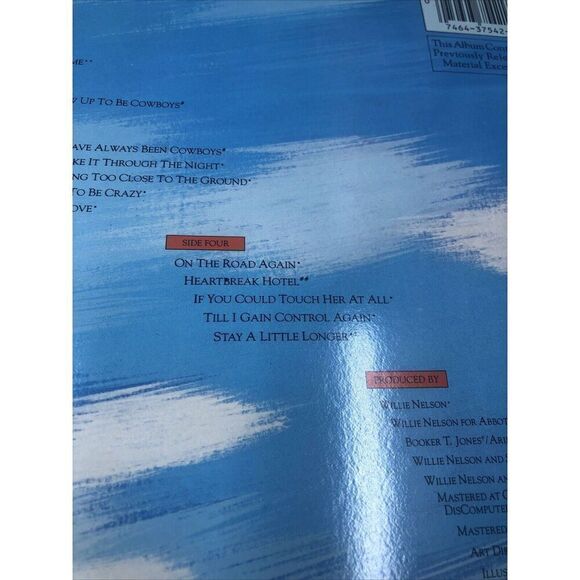 0
7464-37542-
This Album Con
Previously Rele
Material Exce
ME**
W UP TO BE COWBOYS#
AVE ALWAYS BEEN COWBOYS#
KE IT THROUGH THE NIGHT*
NG TOO CLOSE TO THE GROUND*
TO BE CRAZY*
OVE*
SIDE FOUR
ON THE ROAD AGAIN*
HEARTBREAK HOTEL##
IF YOU COULD TOUCH HER AT ALL*
TILL I GAIN CONTROL AGAIN*
STAY A LITTLE LONGER**
PRODUCED BY
WILLIE NELSON*
WILLIE NELSON FOR ABBOT
BOOKER T. JONES*/ARI
WILLIE NELSON AND S
WILLIE NELSON AN
MASTERED AT C
DISCOMPUTE
MASTERED
ART DI
ILLUS